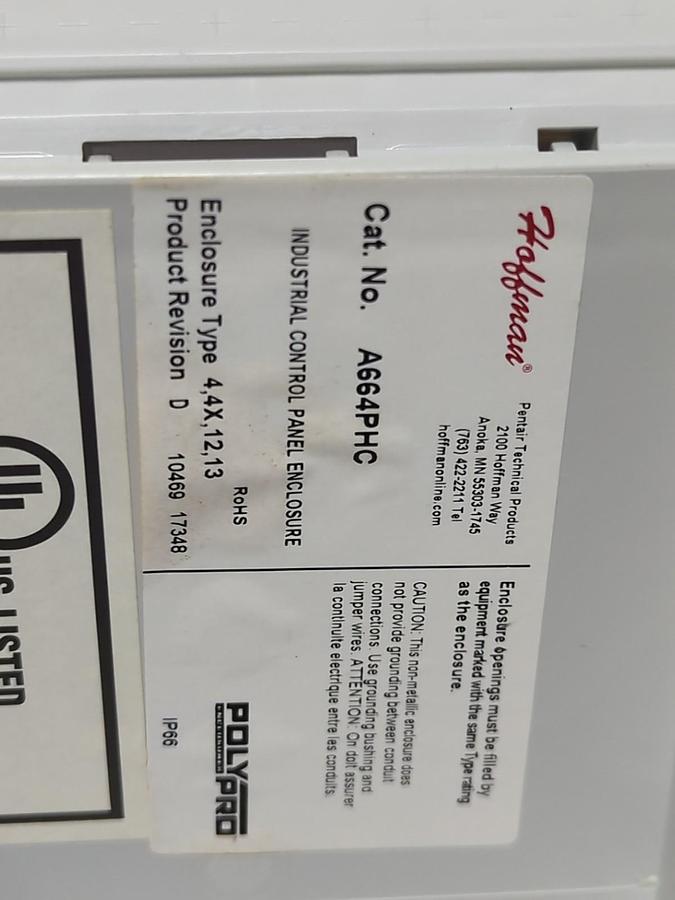 Hoffman®
Pentair Technical Products
2100 Hoffman Way
Anoka, MN 55303-1745
(763) 422-2211 Tel
hoffmanonline.com
Cat. No. A664PHC
INDUSTRIAL CONTROL PANEL ENCLOSURE
RoHS
Enclosure Type 4,4X,12,13
Product Revision D 10469 17348
Enclosure openings must be filled by
equipment marked with the same Type rating
as the enclosure.
CAUTION: This non-metallic enclosure does
not provide grounding between conduit
connections. Use grounding bushing and
jumper wires. ATTENTION: On doit assurer
la continuite electrique entre les conduits.
POLYPRO
ENCLOSURES
IP66
LISTED